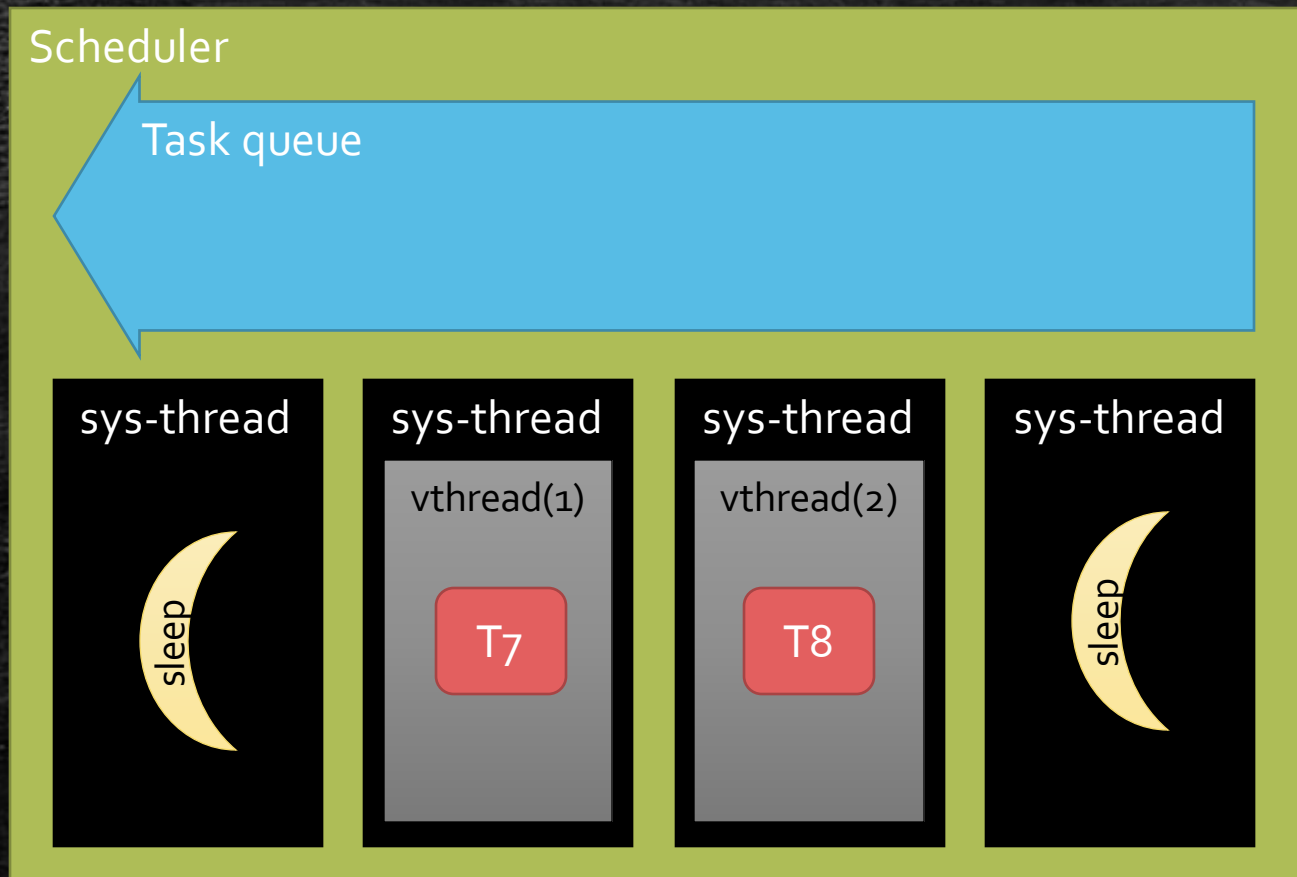 Scheduler
Task queue
sys-thread
sys-thread
sys-thread
sys-thread
vthread(1)
vthread(2)
sleep
T7
T8
sleep